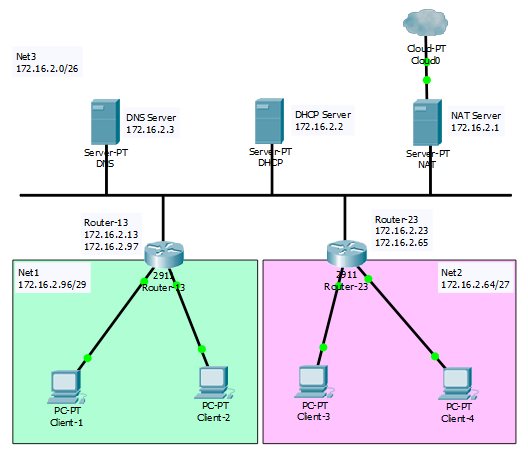 Cloud-PT
Cloud0
Net3
172.16.2.0/26
DNS Server
172.16.2.3
Server-PT
DNS
DHCP Server
172.16.2.2
Server-PT
DHCP
NAT Server
172.16.2.1
Server-PT
NAT
Router-13
172.16.2.13
172.16.2.97
2911
Router-13
Router-23
172.16.2.23
172.16.2.65
2911
Router-23
Net1
172.16.2.96/29
Net2
172.16.2.64/27
PC-PT
Client-1
PC-PT
Client-2
PC-PT
Client-3
PC-PT
Client-4